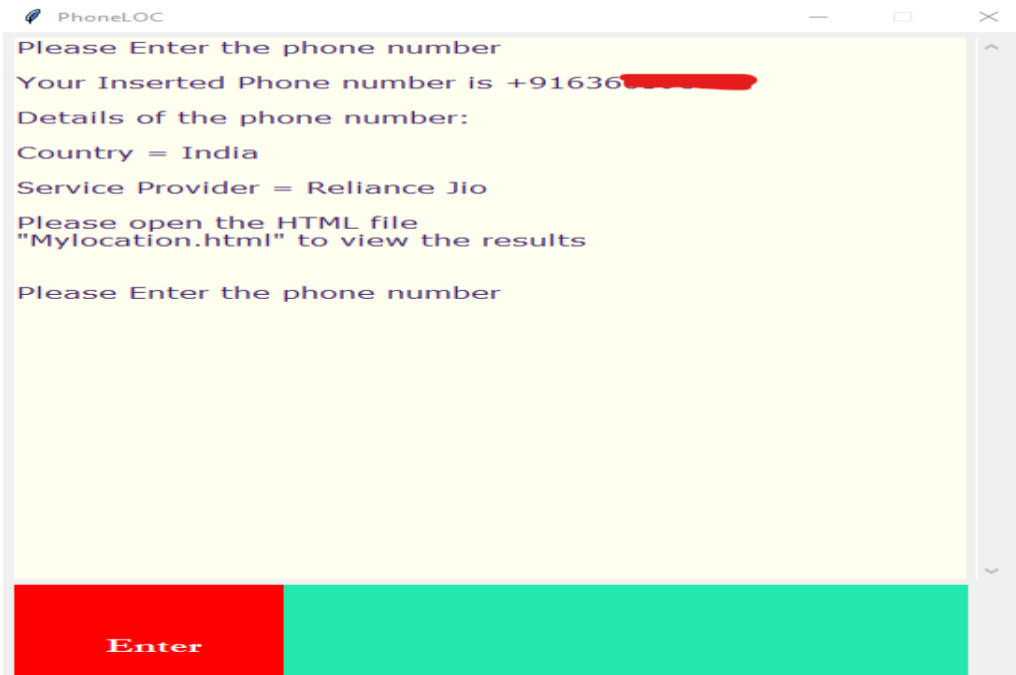 PhoneLOC
Please Enter the phone number
Your Inserted Phone number is +91636
Details of the phone number:
Country = India
Service Provider = Reliance Jio
Please open the HTML file
"Mylocation.html" to view the results
Please Enter the phone number
Enter